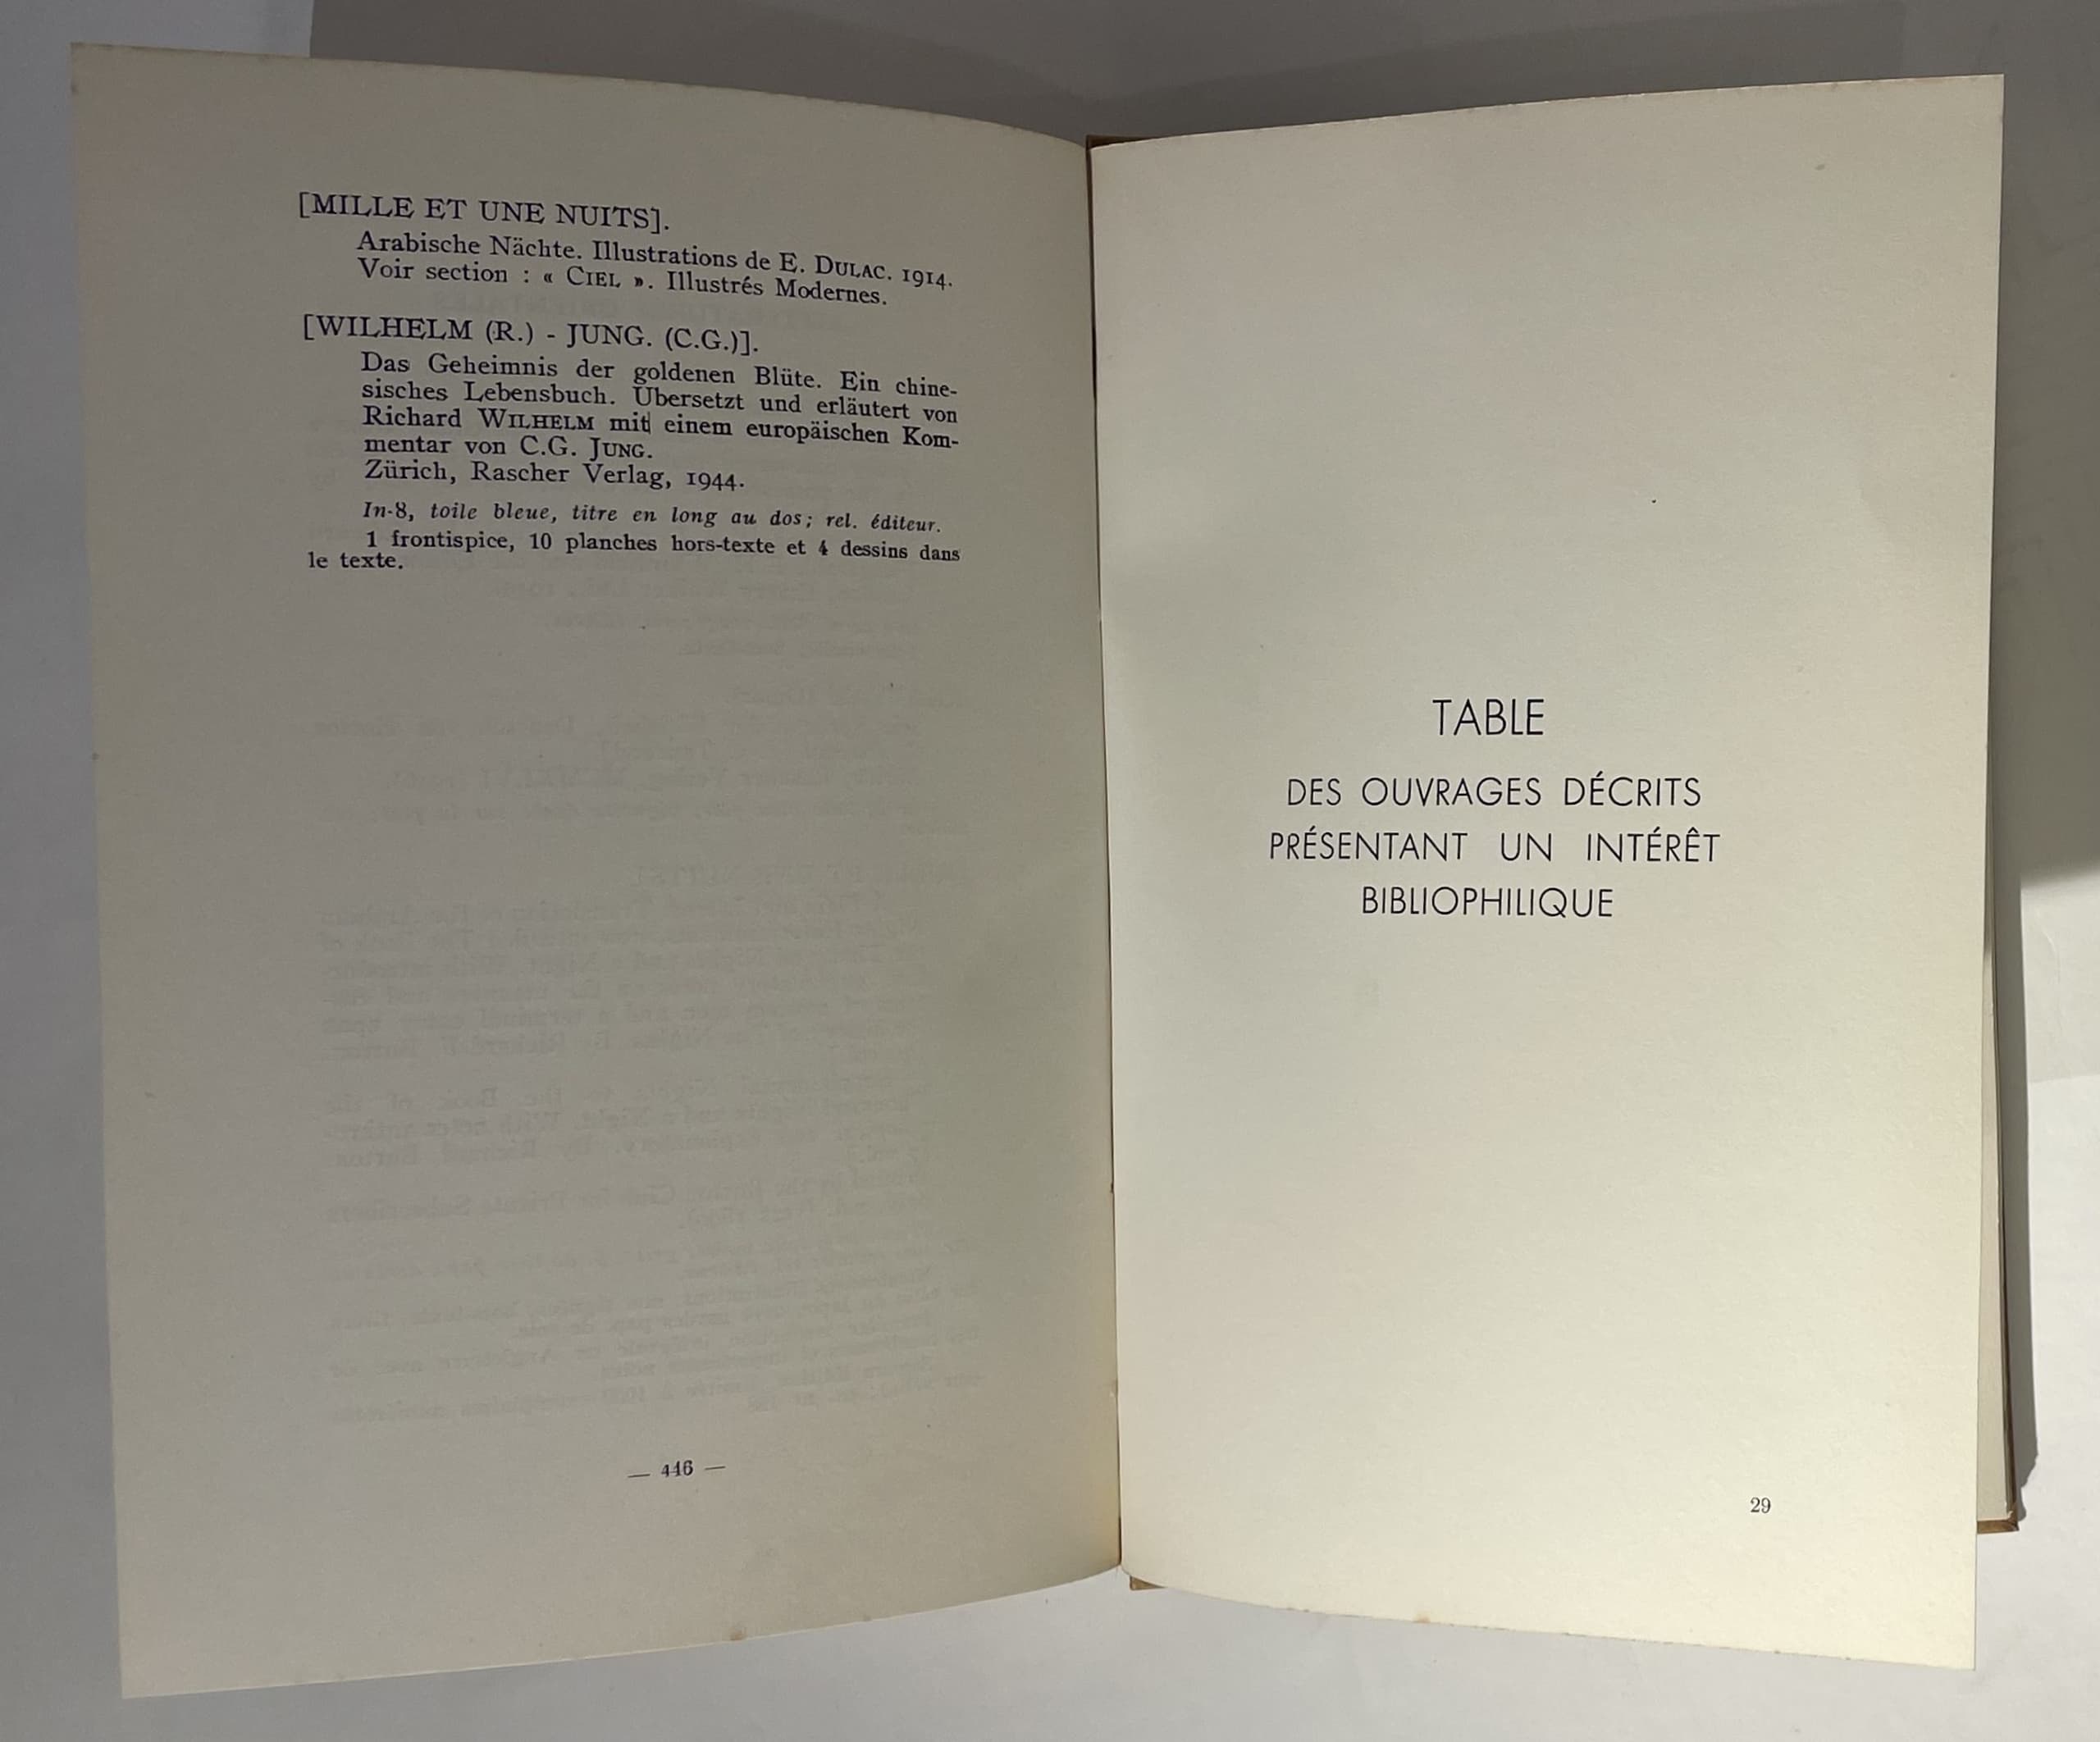 [MILLE ET UNE NUITS].
Arabische Nächte. Illustrations de E. DULAC. 1914.
Voir section : « CIEL ». Illustrés Modernes.
[WILHELM (R.) - JUNG. (C.G.)].
Das Geheimnis der goldenen Blüte. Ein chine-
sisches Lebensbuch. Übersetzt und erläutert von
Richard WILHELM mit einem europäischen Kom-
mentar von C.G. JUNG.
Zürich, Rascher Verlag, 1944.
In-8, toile bleue, titre en long au dos; rel. éditeur.
1 frontispice, 10 planches hors-texte et 4 dessins dans
le texte.
— 446 —
TABLE
DES OUVRAGES DÉCRITS
PRÉSENTANT UN INTÉRÊT
BIBLIOPHILIQUE
29